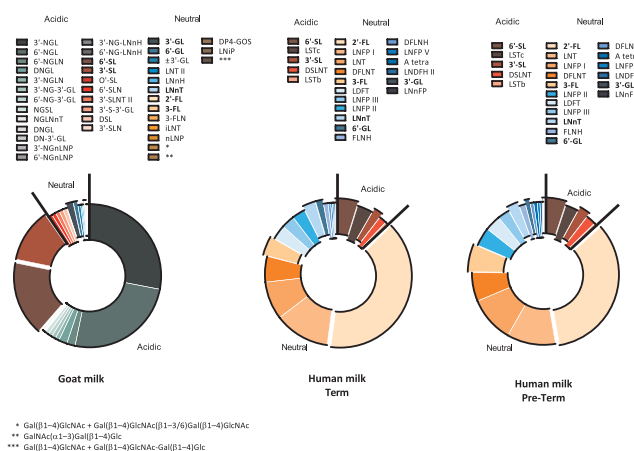 Acidic
3'-NGL
6'-NGL
6'-NGLN
DNGL
3'-NGLN
3'-NG-3'-GL
6'-NG-3'-GL
NGSL
NGLNnT
DNGL
DN-3'-GL
3'-NGnLNP
6'-NGnLNP
3'-NG-LNnH
6'-NG-LNnH
6'-SL
3'-SL
O'-SL
LNnH
6'-SLN
3'-SLNT II
3'-S-3'-GL
DSL
3'-SLN
Neutral
3'-GL
6'-GL
±3'-GL
LNT II
LNnH
LNnT
2'-FL
3-FL
3-FLN
iLNT
nLNP
*
**
DP4-GOS
LNiP
***
Acidic
6'-SL
LSTc
3'-SL
DSLNT
LSTb
Neutral
2'-FL
LNFP I
LNT
DFLNT
3-FL
LDFT
LNFP III
LNFP II
LNnT
6'-GL
FLNH
DFLNH
LNFP V
A tetra
LNDFH II
3'-GL
LNnFP
Acidic
6'-SL
LSTc
3'-SL
DSLNT
LSTb
Neutral
2'-FL
LNT
LNFP I
DFLNT
3-FL
LNFP II
LDFT
LNFP III
LNnT
FLNH
6'-GL
DFLN
A tetra
LNFP
LNDF
3'-GL
LNnF
Neutral
Acidic
Goat milk
Acidic
Neutral
Human milk
Term
Acidic
Neutral
Human milk
Pre-Term
* Gal(β1–4)GlcNAc + Gal(β1–4)GlcNAc(β1–3/6)Gal(β1–4)GlcNAc
** GalNAc(α1–3)Gal(β1–4)Glc
*** Gal(β1–4)GlcNAc + Gal(β1–4)GlcNAc-Gal(β1–4)Glc